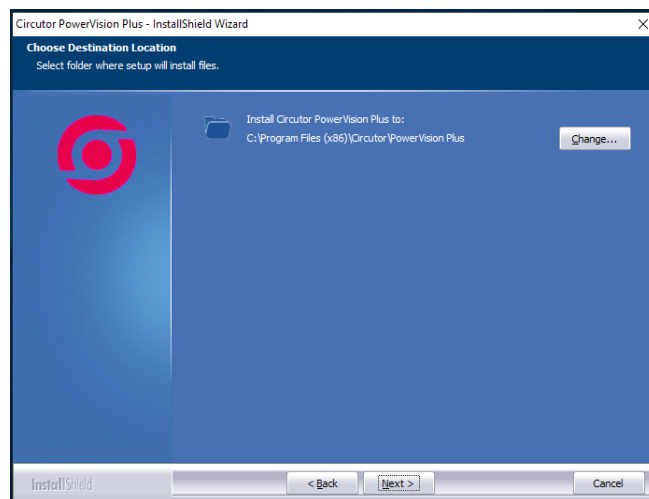 Circutor PowerVision Plus - InstallShield Wizard
Choose Destination Location
Select folder where setup will install files.
Install Circutor PowerVision Plus to:
C:\Program Files (x86)\Circutor\PowerVision Plus
Change...
InstallShield
< Back
Next >
Cancel